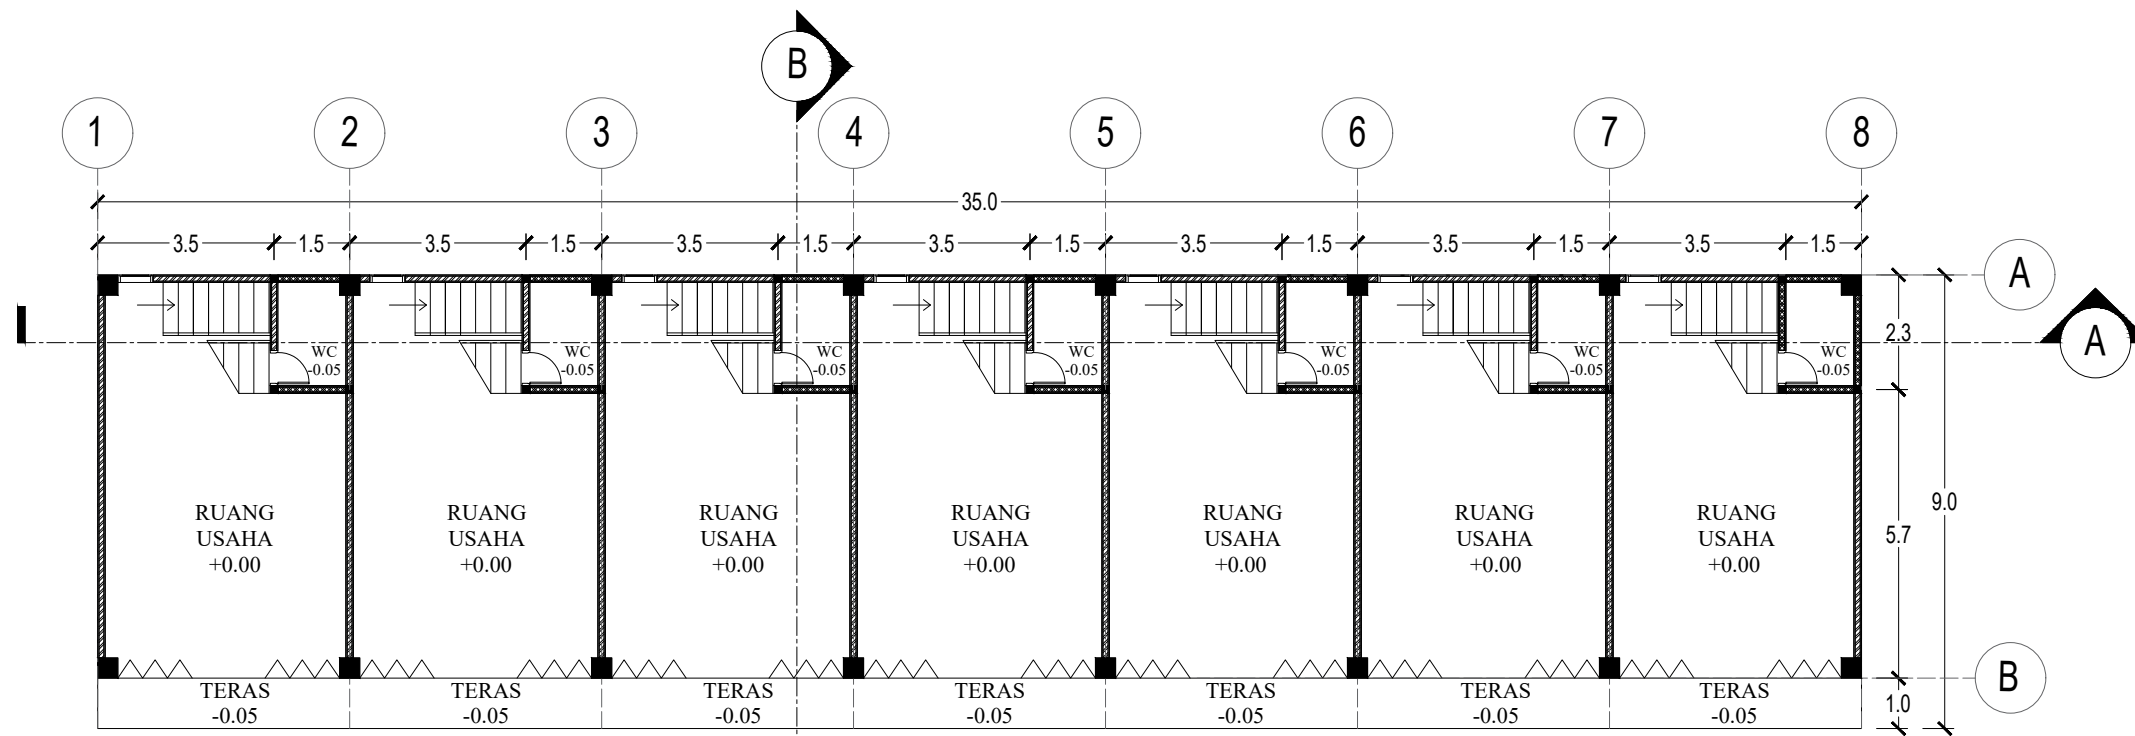 B
1 2 3 4 5 6 7 8
35.0
3.5 1.5 3.5 1.5 3.5 1.5 3.5 1.5 3.5 1.5 3.5 1.5 3.5 1.5
A
2.3
A
WC WC WC WC WC WC WC
-0.05 -0.05 -0.05 -0.05 -0.05 -0.05 -0.05
9.0
RUANG RUANG RUANG RUANG RUANG RUANG RUANG
USAHA USAHA USAHA USAHA USAHA USAHA USAHA
5.7
+0.00 +0.00 +0.00 +0.00 +0.00 +0.00 +0.00
B
TERAS TERAS TERAS TERAS TERAS TERAS TERAS
1.0
-0.05 -0.05 -0.05 -0.05 -0.05 -0.05 -0.05